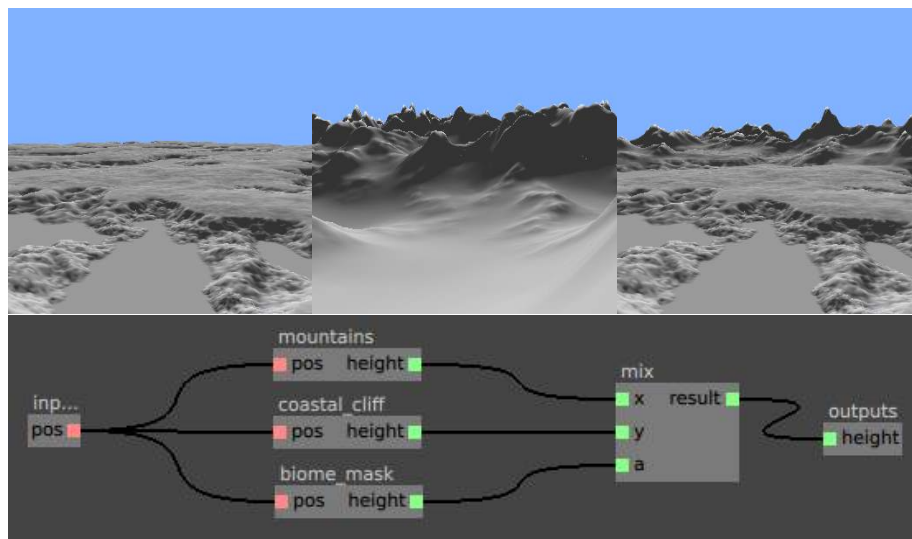 mountains
pos height
mix
inp...
coastal_cliff
x result
outputs
pos
pos height
y
height
biome_mask
a
pos height